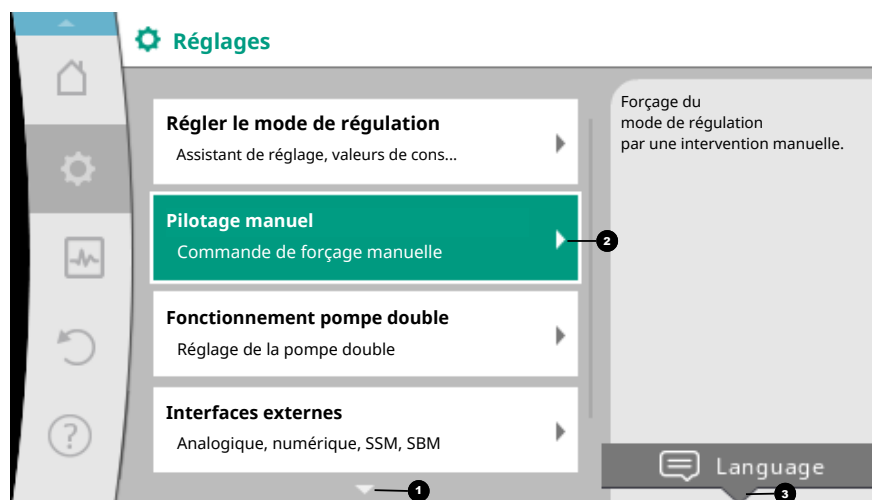 Réglages
Régler le mode de régulation
Assistant de réglage, valeurs de cons...
Pilotage manuel
Commande de forçage manuelle
2
Fonctionnement pompe double
Réglage de la pompe double
Interfaces externes
Analogique, numérique, SSM, SBM
1
Forçage du
mode de régulation
par une intervention manuelle.
?
Language
3